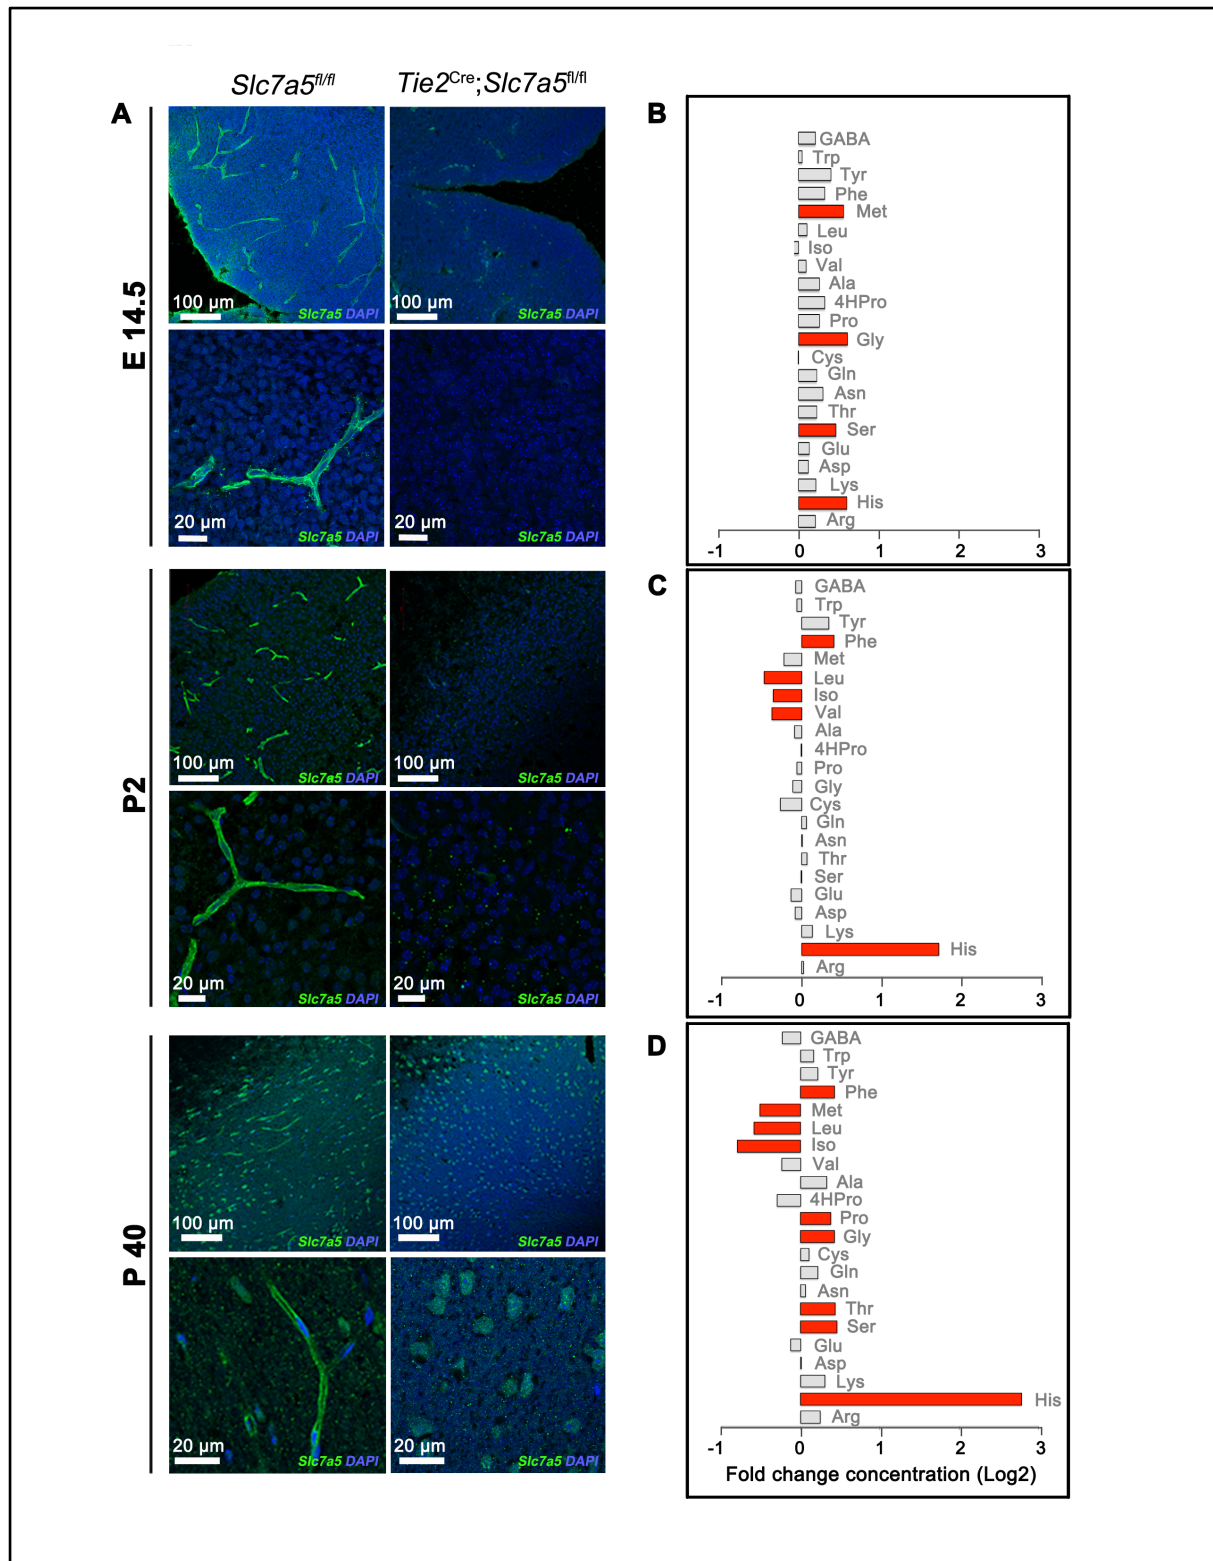 Slc7a5fl/fl
Tie2Cre;Slc7a5fl/fl
A
E 14.5
100 µm
Slc7a5 DAPI
100 µm
Slc7a5 DAPI
20 µm
Slc7a5 DAPI
20 µm
Slc7a5 DAPI
P2
100 µm
Slc7a5 DAPI
100 µm
Slc7a5 DAPI
20 µm
Slc7a5 DAPI
20 µm
Slc7a5 DAPI
P 40
100 µm
Slc7a5 DAPI
100 µm
Slc7a5 DAPI
20 µm
Slc7a5 DAPI
20 µm
Slc7a5 DAPI
B
GABA
Trp
Tyr
Phe
Met
Leu
Iso
Val
Ala
4HPro
Pro
Gly
Cys
Gln
Asn
Thr
Ser
Glu
Asp
Lys
His
Arg
-1 0 1 2 3
C
GABA
Trp
Tyr
Phe
Met
Leu
Iso
Val
Ala
4HPro
Pro
Gly
Cys
Gln
Asn
Thr
Ser
Glu
Asp
Lys
His
Arg
-1 0 1 2 3
D
GABA
Trp
Tyr
Phe
Met
Leu
Iso
Val
Ala
4HPro
Pro
Gly
Cys
Gln
Asn
Thr
Ser
Glu
Asp
Lys
His
Arg
-1 0 1 2 3
Fold change concentration (Log2)